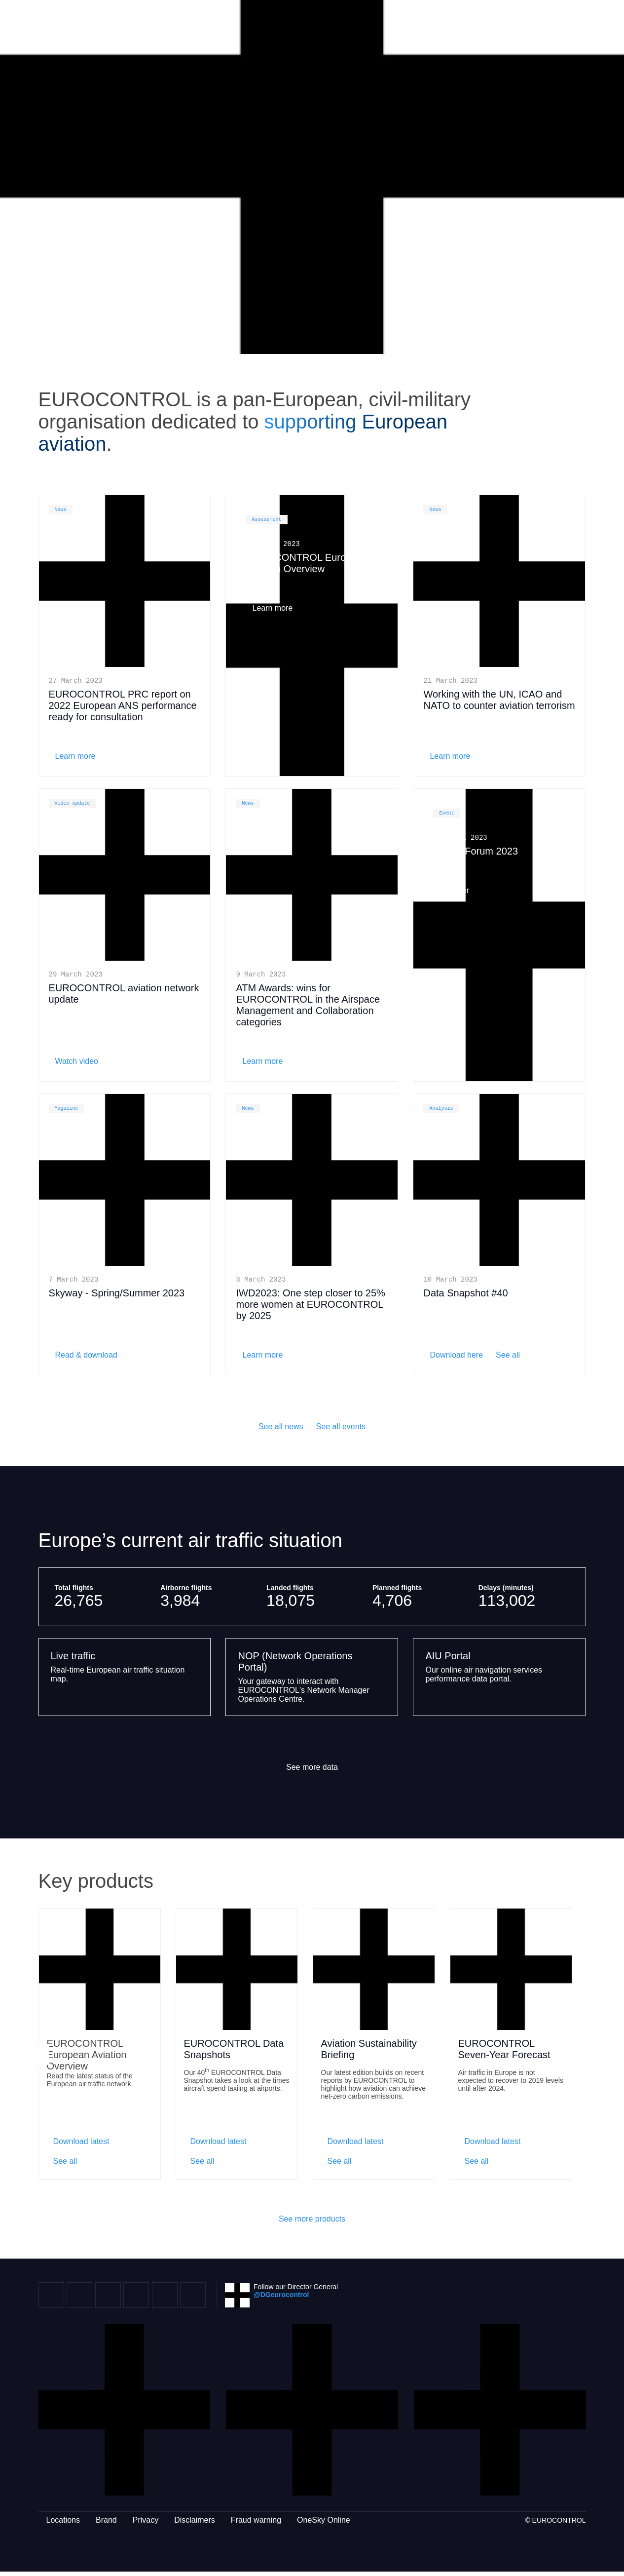 EUROCONTROL is a pan-European, civil-military
organisation dedicated to supporting European
aviation.
News
27 March 2023
EUROCONTROL PRC report on
2022 European ANS performance
ready for consultation
Learn more
Assessment
2023
Overview
Learn more
News
21 March 2023
Working with the UN, ICAO and
NATO to counter aviation terrorism
Learn more
Video update
29 March 2023
EUROCONTROL aviation network
update
Watch video
News
9 March 2023
ATM Awards: wins for
EUROCONTROL in the Airspace
Management and Collaboration
categories
Learn more
Event
2023
Forum 2023
Magazine
7 March 2023
Skyway - Spring/Summer 2023
Read & download
News
8 March 2023
IWD2023: One step closer to 25%
more women at EUROCONTROL
by 2025
Learn more
Analysis
10 March 2023
Data Snapshot #40
Download here See all
See all news See all events
Europe’s current air traffic situation
Total flights
26,765
Airborne flights
3,984
Landed flights
18,075
Planned flights
4,706
Delays (minutes)
113,002
Live traffic
Real-time European air traffic situation
map.
NOP (Network Operations
Portal)
Your gateway to interact with
EUROCONTROL's Network Manager
Operations Centre.
AIU Portal
Our online air navigation services
performance data portal.
See more data
Key products
EUROCONTROL
European Aviation
Overview
Read the latest status of the
European air traffic network.
Download latest
See all
EUROCONTROL Data
Snapshots
Our 40th EUROCONTROL Data
Snapshot takes a look at the times
aircraft spend taxiing at airports.
Download latest
See all
Aviation Sustainability
Briefing
Our latest edition builds on recent
reports by EUROCONTROL to
highlight how aviation can achieve
net-zero carbon emissions.
Download latest
See all
EUROCONTROL
Seven-Year Forecast
Air traffic in Europe is not
expected to recover to 2019 levels
until after 2024.
Download latest
See all
See more products
Follow our Director General
@DGeurocontrol
Locations Brand Privacy Disclaimers Fraud warning OneSky Online © EUROCONTROL